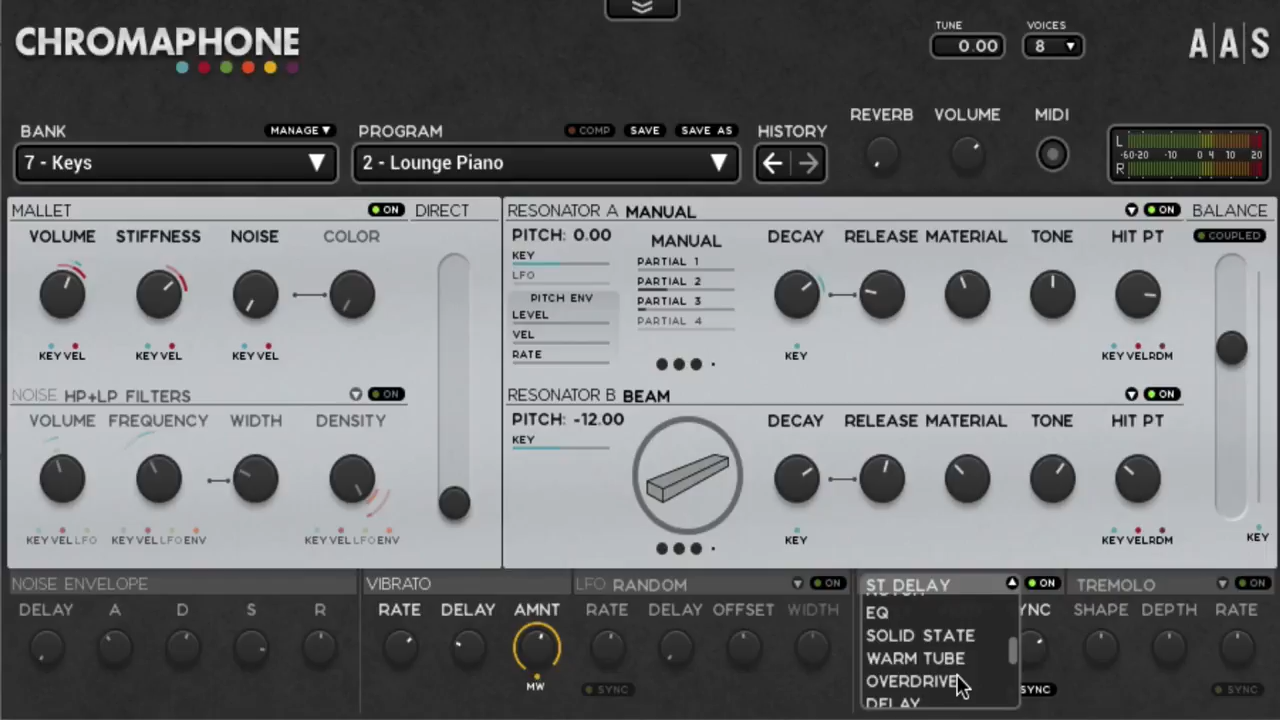 CHROMAPHONE
TUNE
0.00
VOICES
8
A|A|S
BANK
MANAGE
7 - Keys
PROGRAM
COMP
SAVE
SAVE AS
2 - Lounge Piano
HISTORY
REVERB
VOLUME
MIDI
L
-60-20 -10 0 4 10 20
R
MALLET
ON
DIRECT
VOLUME STIFFNESS NOISE COLOR
KEY VEL KEY VEL KEY VEL
NOISE HP+LP FILTERS
ON
VOLUME FREQUENCY WIDTH DENSITY
KEY VEL LFO KEY VEL LFO ENV KEY VEL LFO ENV
RESONATOR A MANUAL
ON
PITCH: 0.00
KEY
LFO
PITCH ENV
LEVEL
VEL
RATE
MANUAL
PARTIAL 1
PARTIAL 2
PARTIAL 3
PARTIAL 4
DECAY RELEASE MATERIAL TONE HIT PT
KEY KEY VEL RDM
RESONATOR B BEAM
ON
PITCH: -12.00
KEY
DECAY RELEASE MATERIAL TONE HIT PT
KEY KEY VEL RDM
BALANCE
COUPLED
KEY
NOISE ENVELOPE
DELAY A D S R
VIBRATO
RATE DELAY AMNT
MW
LFO RANDOM
ON
RATE DELAY OFFSET WIDTH
SYNC
ST DELAY
ON
EQ
SOLID STATE
WARM TUBE
OVERDRIVE
DELAY
SYNC
TREMOLO
ON
SHAPE DEPTH RATE
SYNC